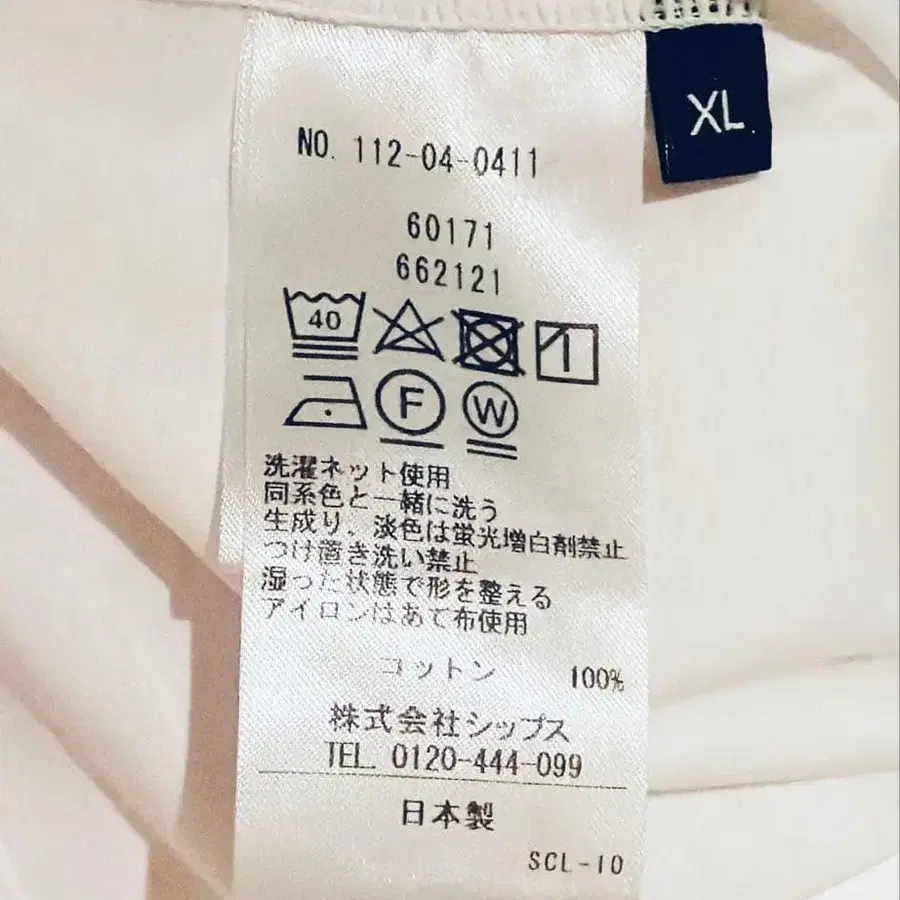 XL
NO. 112-04-0411
60171
662121
40
F W
洗濯ネット使用
同系色と一緒に洗う
生成り、淡色は蛍光増白剤禁止
つけ置き洗い禁止
湿った状態で形を整える
アイロンはあて布使用
コットン 100%
株式会社シップス
TEL. 0120-444-099
日本製
SCL-10